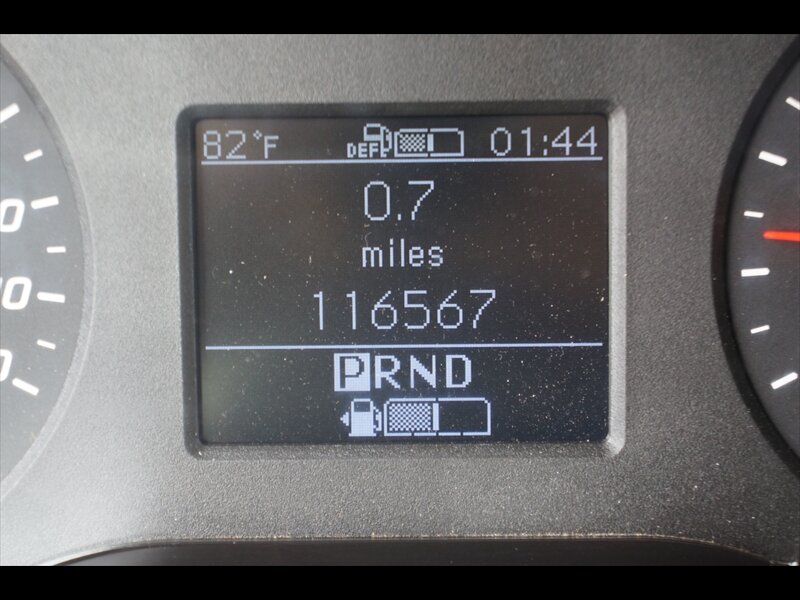 82°F DEF 01:44
0.7
miles
116567
PRND